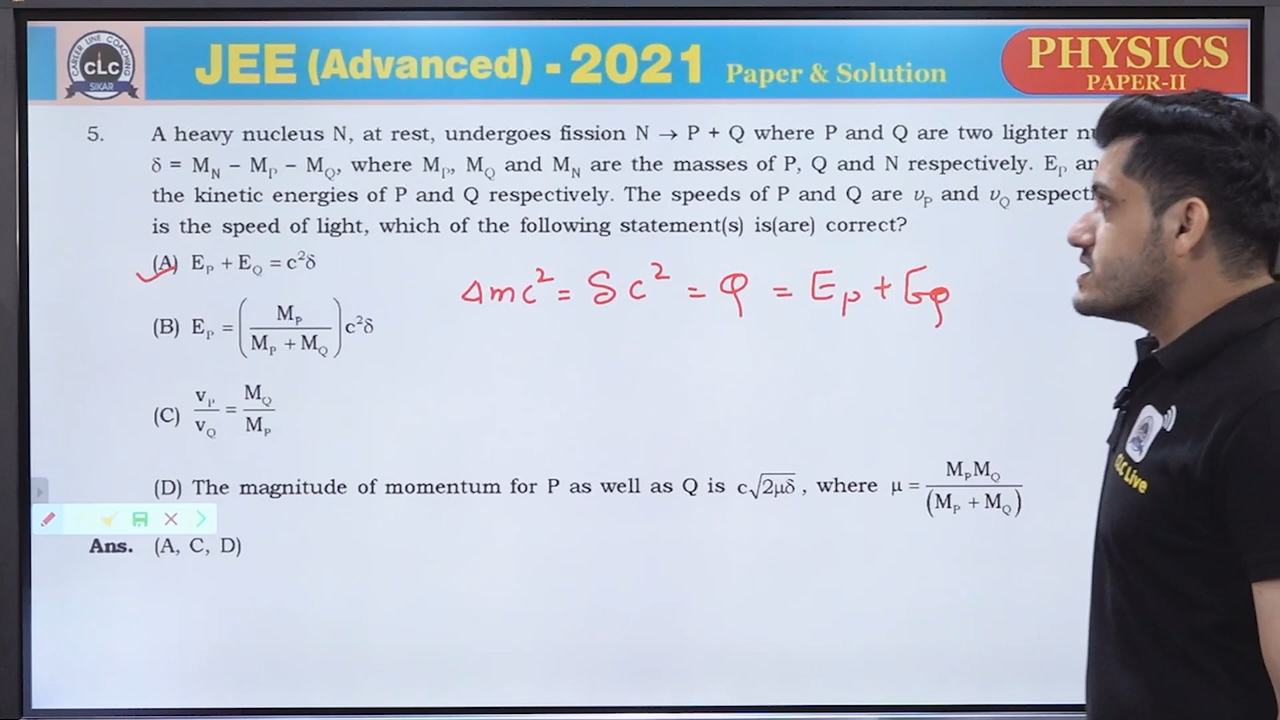 CAREER LINE COACHING
CLC
SIKAR
JEE (Advanced) - 2021 Paper & Solution
PHYSICS
PAPER-II
5. A heavy nucleus N, at rest, undergoes fission N → P + Q where P and Q are two lighter
δ = M_N − M_P − M_Q, where M_P, M_Q and M_N are the masses of P, Q and N respectively. E_P
the kinetic energies of P and Q respectively. The speeds of P and Q are υ_P and υ_Q
is the speed of light, which of the following statement(s) is(are) correct?
(A) E_P + E_Q = c²δ
Δmc² = δc² = Q = E_P + E_Q
(B) E_P = (M_P / (M_P + M_Q)) c²δ
(C) v_P / v_Q = M_Q / M_P
(D) The magnitude of momentum for P as well as Q is c√(2μδ), where μ = M_P M_Q / (M_P + M_Q)
Ans. (A, C, D)
CLC Live